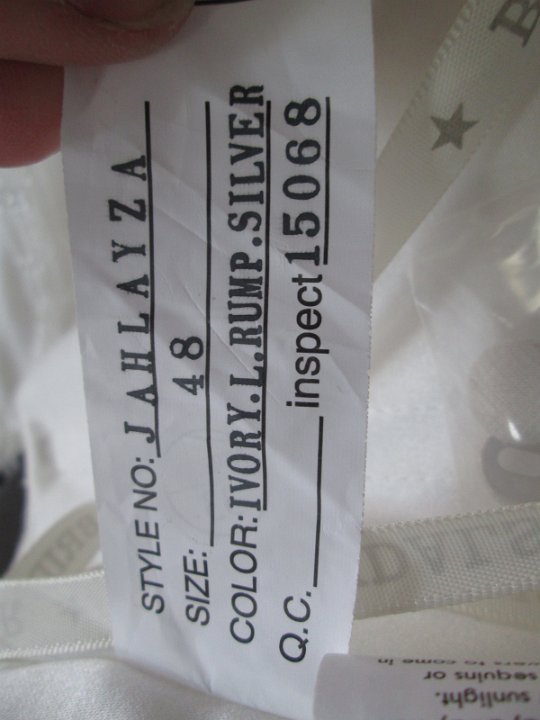 STYLE NO: JAHLAYZA
SIZE: 48
COLOR: IVORY.L.RUMP.SILVER
Q.C. inspect 15068
sequins or
sunlight.